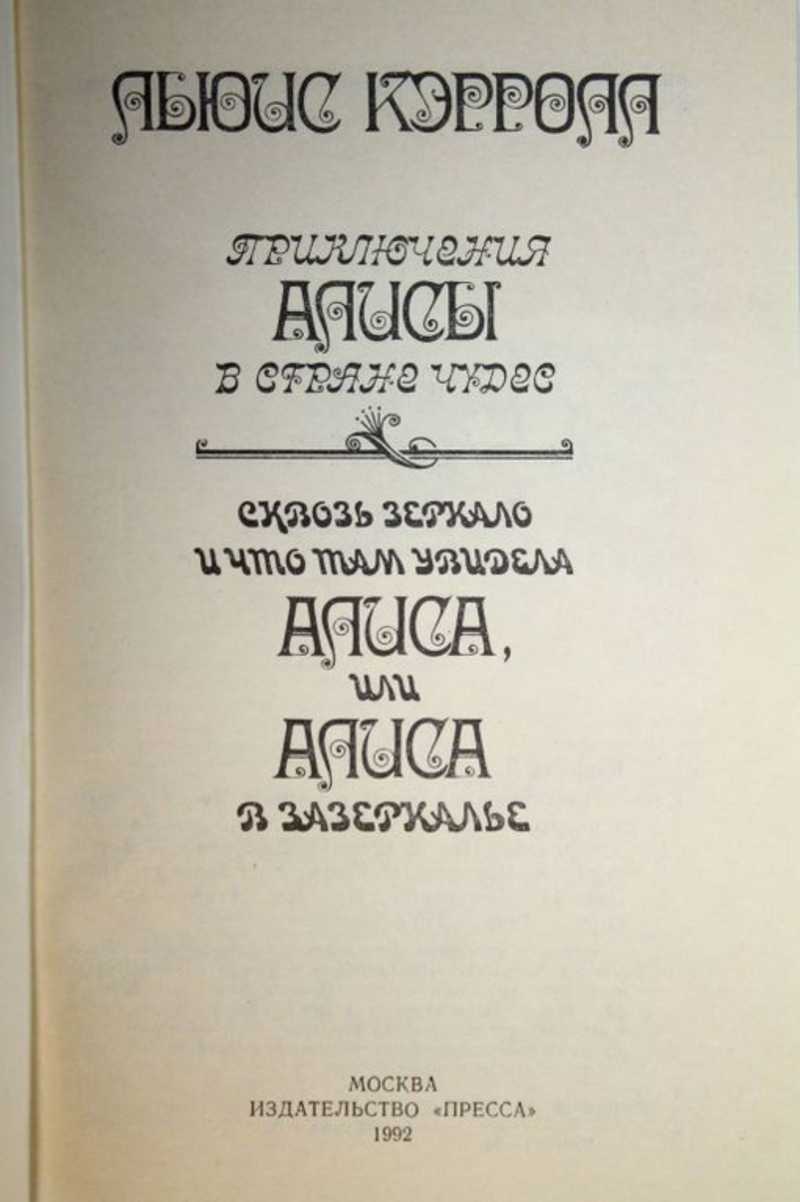 ЛЬЮИС КЭРРОЛЛ
ПРИКЛЮЧЕНИЯ
АЛИСЫ
В СТРАНЕ ЧУДЕС
СКВОЗЬ ЗЕРКАЛО
И ЧТО ТАМ УВИДЕЛА
АЛИСА,
ИЛИ
АЛИСА
В ЗАЗЕРКАЛЬЕ
МОСКВА
ИЗДАТЕЛЬСТВО «ПРЕССА»
1992